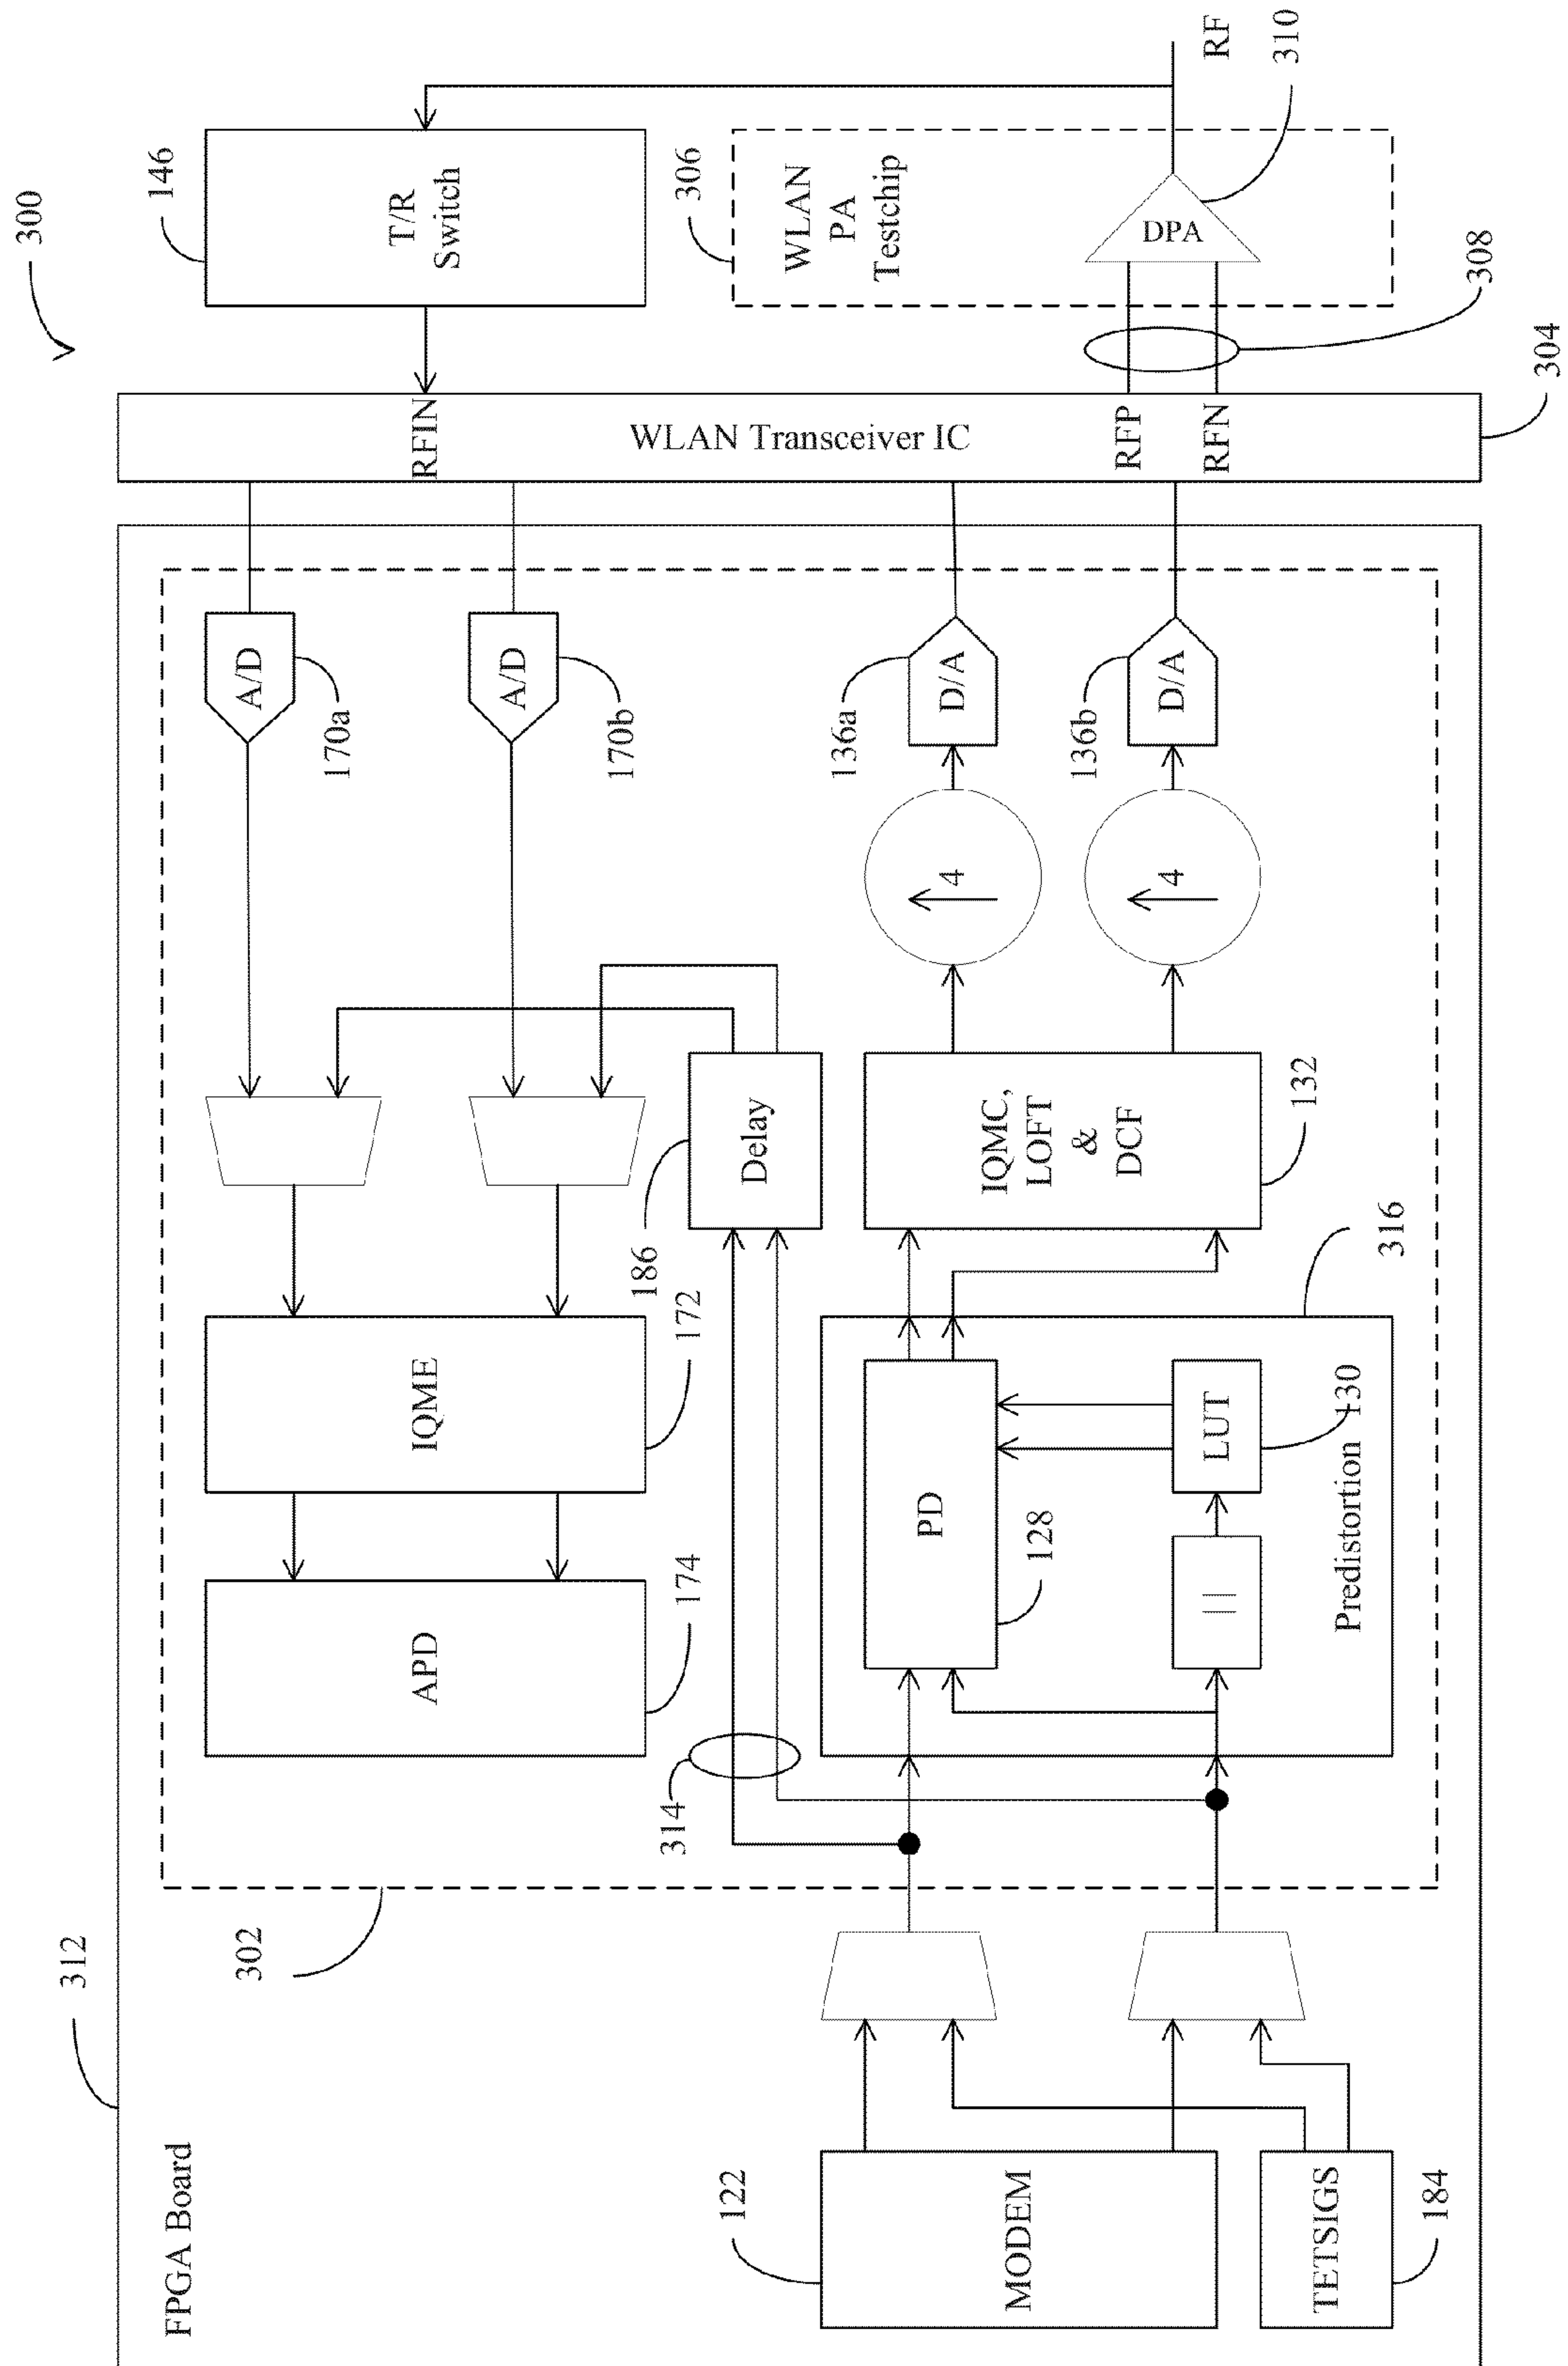 300
312
FPGA Board
302
APD
174
IQME
172
A/D
170a
A/D
170b
RFIN
WLAN Transceiver IC
RFP
RFN
304
T/R
Switch
146
306
WLAN
PA
Testchip
DPA
310
RF
308
314
186
Delay
122
MODEM
TETSIGS
184
PD
128
||
LUT
130
Predistortion
316
IQMC,
LOFT
&
DCF
132
4
4
136a
D/A
136b
D/A